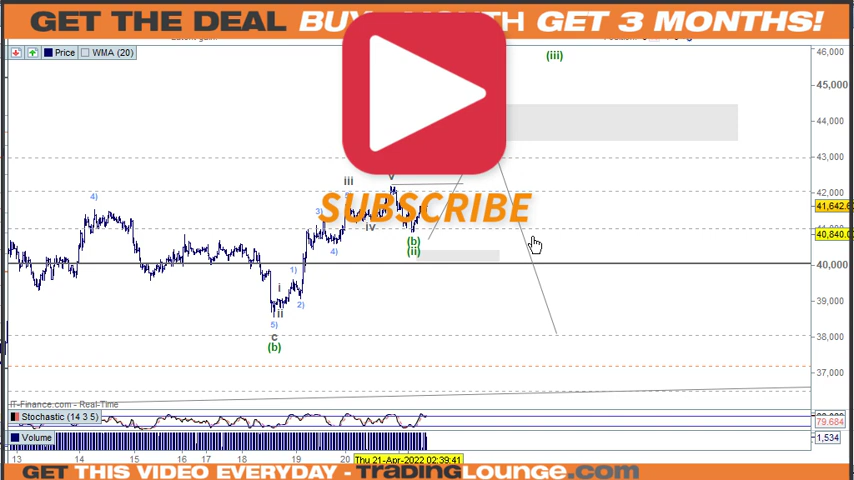 GET THE DEAL BUY MONTH GET 3 MONTHS!
Price WMA (20)
(iii)
46,000
45,000
44,000
43,000
42,000
41,642.6
41,000
40,840.0
40,000
39,000
38,000
37,000
4)
iii
v
3)
5)
SUBSCRIBE
iv
4)
(b)
(ii)
1)
i
2)
ii
5)
c
(b)
IT-Finance.com - Real-Time
Stochastic (14 3 5)
79.684
Volume
1,534
13 14 15 16 17 18 19 20 Thu 21-Apr-2022 02:39:41
GET THIS VIDEO EVERYDAY - TradingLounge.com